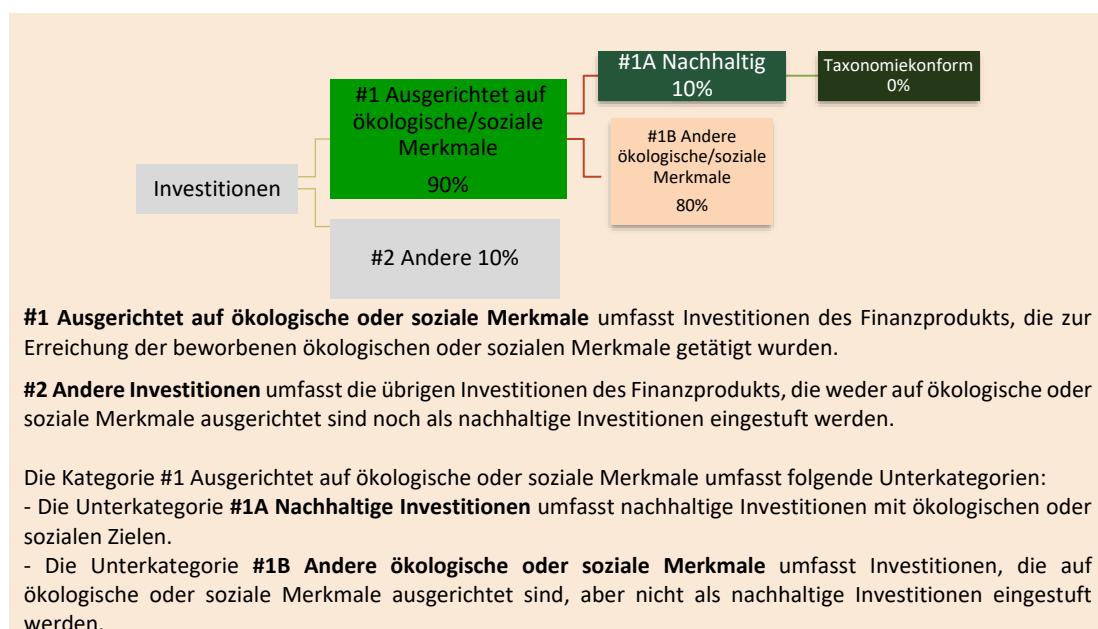 #1A Nachhaltig
10%
Taxonomiekonform
0%
#1 Ausgerichtet auf
ökologische/soziale
Merkmale
90%
#1B Andere
ökologische/soziale
Merkmale
80%
Investitionen
#2 Andere 10%
#1 Ausgerichtet auf ökologische oder soziale Merkmale umfasst Investitionen des Finanzprodukts, die zur
Erreichung der beworbenen ökologischen oder sozialen Merkmale getätigt wurden.
#2 Andere Investitionen umfasst die übrigen Investitionen des Finanzprodukts, die weder auf ökologische oder
soziale Merkmale ausgerichtet sind noch als nachhaltige Investitionen eingestuft werden.
Die Kategorie #1 Ausgerichtet auf ökologische oder soziale Merkmale umfasst folgende Unterkategorien:
- Die Unterkategorie #1A Nachhaltige Investitionen umfasst nachhaltige Investitionen mit ökologischen oder
sozialen Zielen.
- Die Unterkategorie #1B Andere ökologische oder soziale Merkmale umfasst Investitionen, die auf
ökologische oder soziale Merkmale ausgerichtet sind, aber nicht als nachhaltige Investitionen eingestuft
werden.